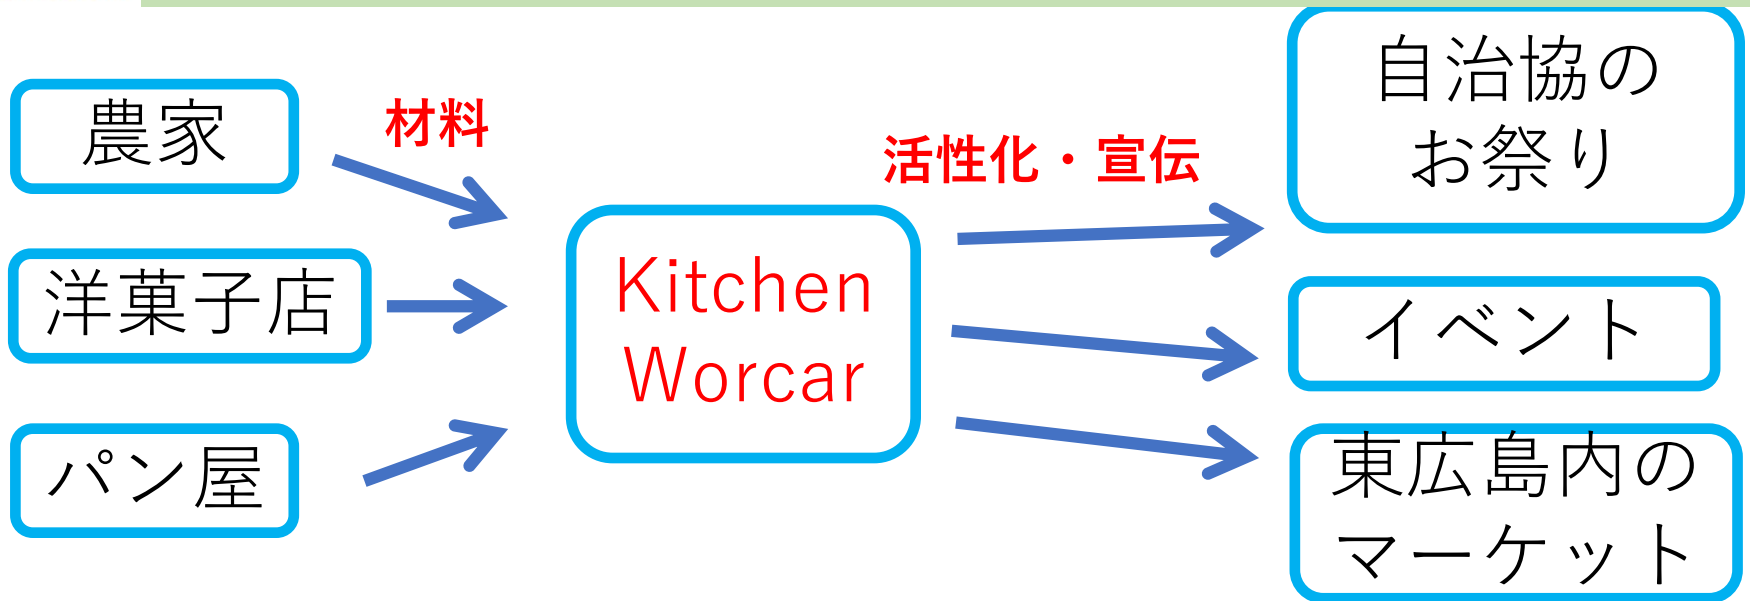 農家
洋菓子店
パン屋
材料
Kitchen
Worcar
活性化・宣伝
自治協の
お祭り
イベント
東広島内の
マーケット